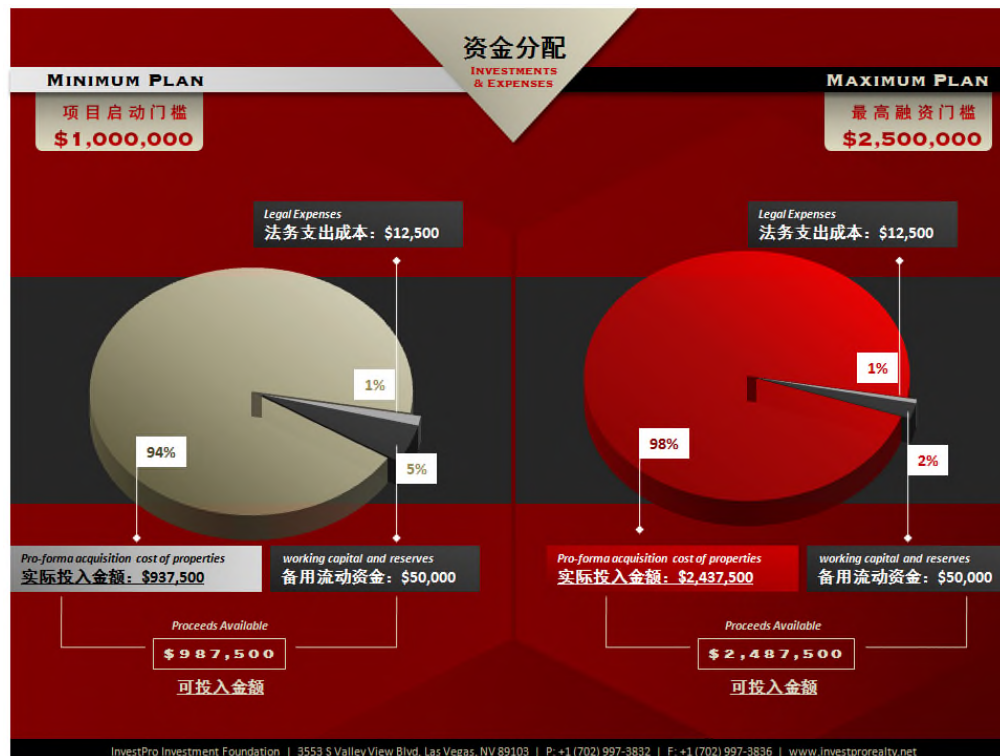 资金分配
INVESTMENTS
& EXPENSES
MINIMUM PLAN
项目启动门槛
$1,000,000
MAXIMUM PLAN
最高融资门槛
$2,500,000
Legal Expenses
法务支出成本：$12,500
1%
94%
5%
Pro-forma acquisition cost of properties
实际投入金额：$937,500
working capital and reserves
备用流动资金：$50,000
Proceeds Available
$987,500
可投入金额
Legal Expenses
法务支出成本：$12,500
1%
98%
2%
Pro-forma acquisition cost of properties
实际投入金额：$2,437,500
working capital and reserves
备用流动资金：$50,000
Proceeds Available
$2,487,500
可投入金额
InvestPro Investment Foundation | 3553 S Valley View Blvd, Las Vegas, NV 89103 | P: +1 (702) 997-3832 | F: +1 (702) 997-3836 | www.investprorealty.net